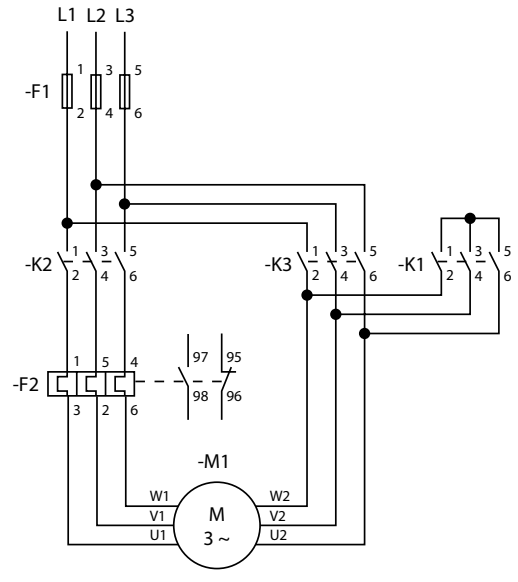 L1 L2 L3
1 3 5
-F1
2 4 6
1 3 5 1 3 5 1 3 5
-K2 -K3 -K1
2 4 6 2 4 6 2 4 6
97 95
1 5 4
-F2
98 96
3 2 6
-M1
W1 W2
M
V1 V2
3 ~
U1 U2